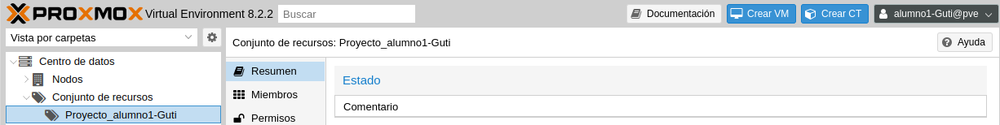 PROXMOX Virtual Environment 8.2.2 Buscar Documentación Crear VM Crear CT alumno1-Guti@pve
Vista por carpetas
Conjunto de recursos: Proyecto_alumno1-Guti Ayuda
Centro de datos
Nodos
Conjunto de recursos
Proyecto_alumno1-Guti
Resumen
Miembros
Permisos
Estado
Comentario